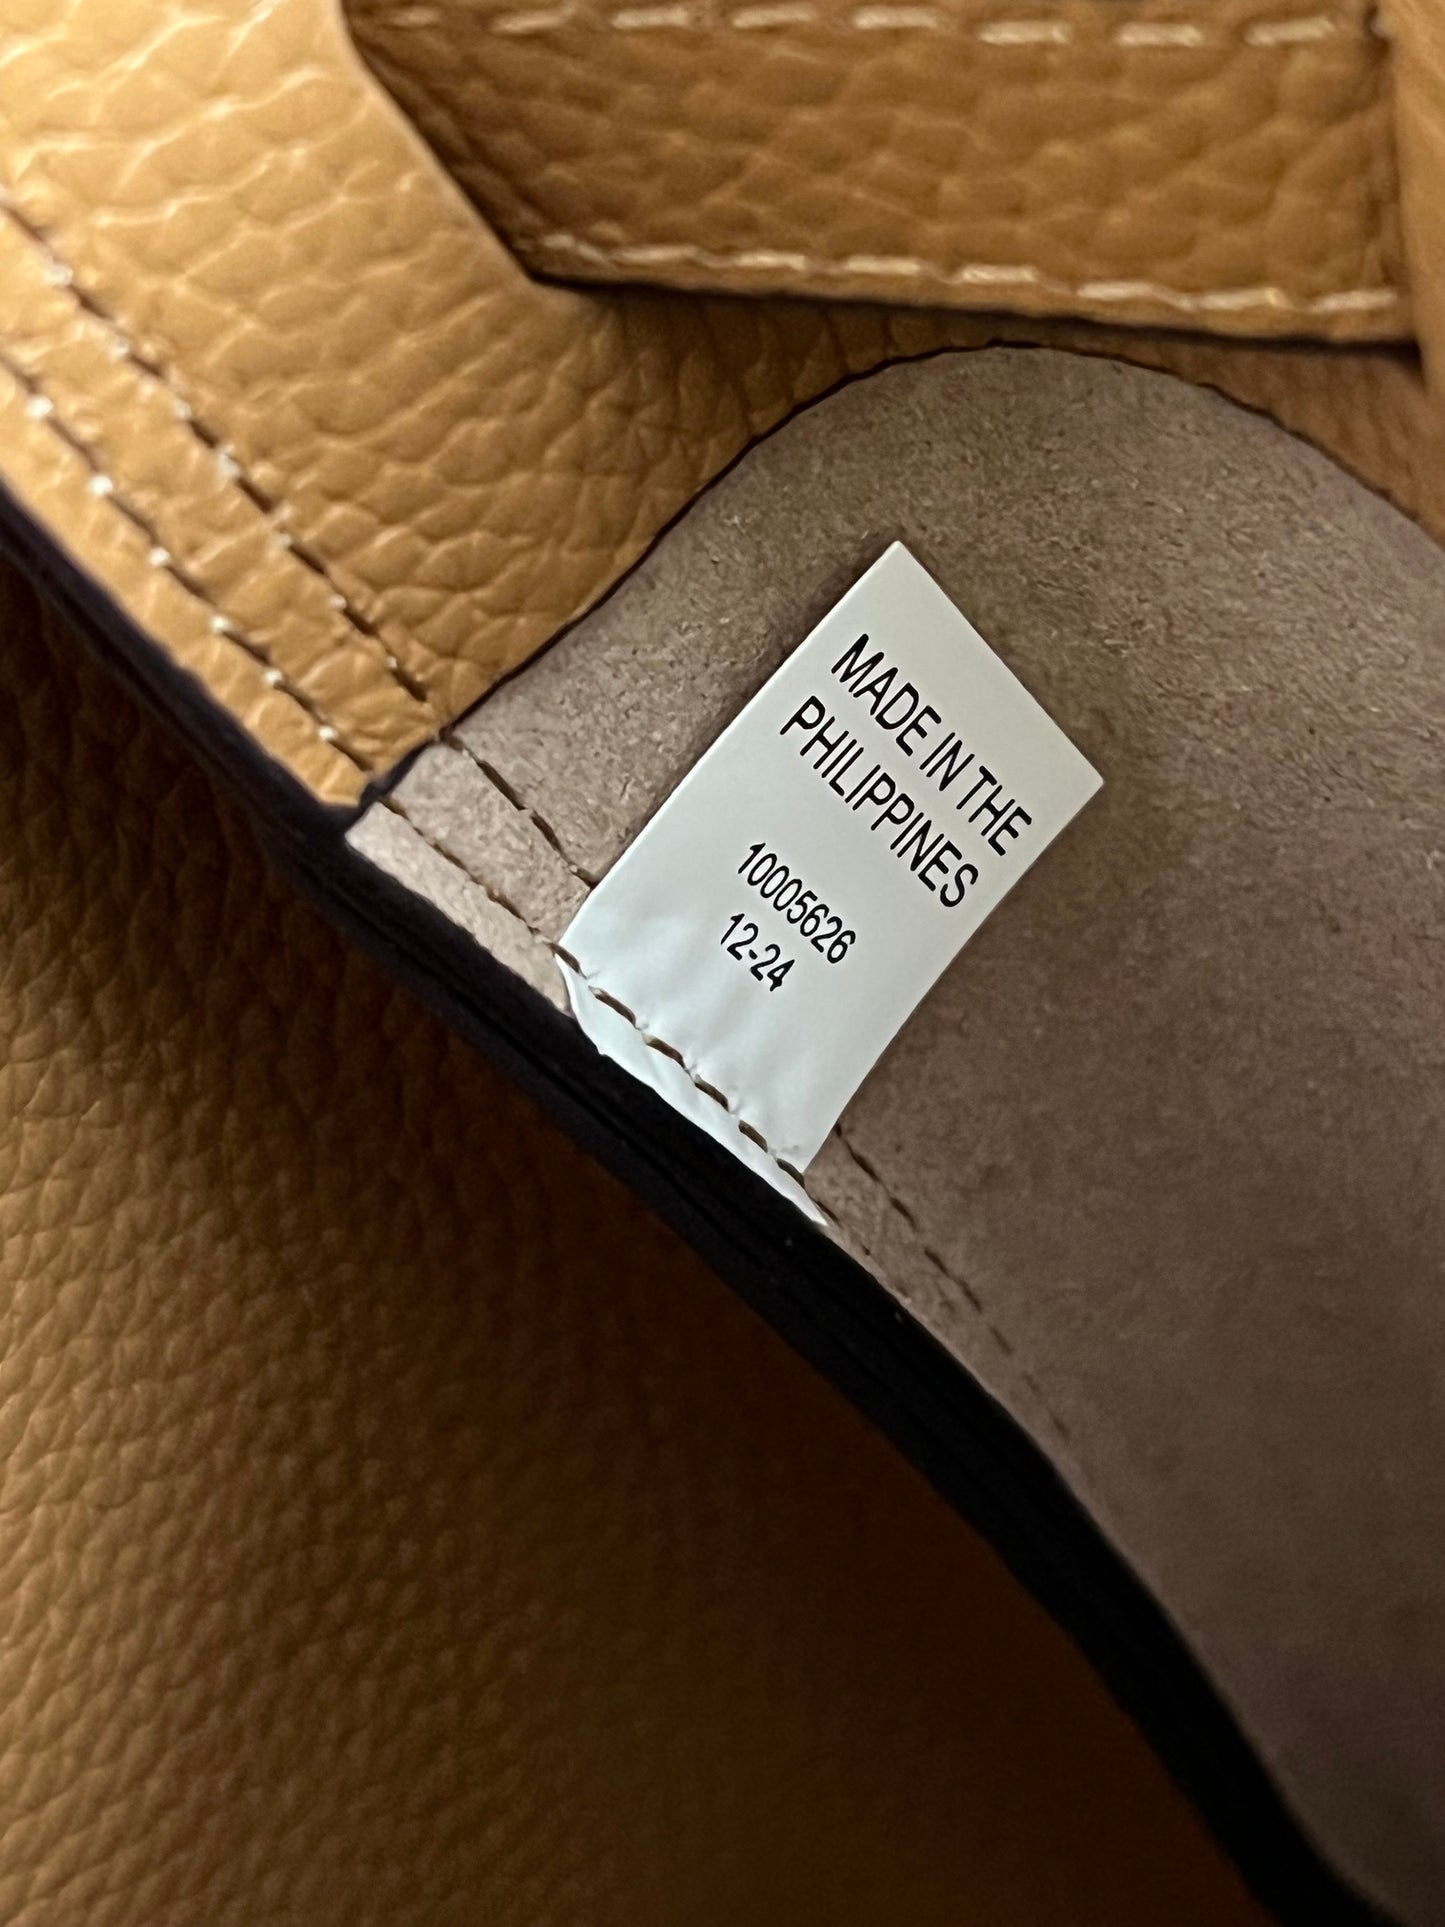 MADE IN THE
PHILIPPINES
10005626
12-24